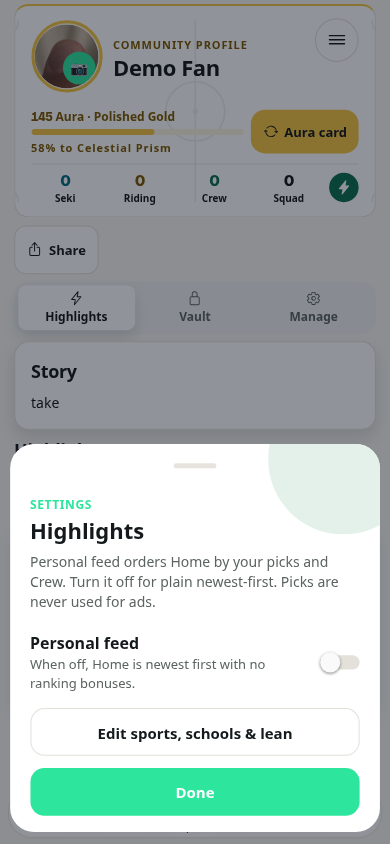 COMMUNITY PROFILE
Demo Fan
145 Aura · Polished Gold
58% to Celestial Prism
Aura card
0 0 0 0
Seki Riding Crew Squad
Share
Highlights Vault Manage
Story
take
SETTINGS
Highlights
Personal feed orders Home by your picks and
Crew. Turn it off for plain newest-first. Picks are
never used for ads.
Personal feed
When off, Home is newest first with no
ranking bonuses.
Edit sports, schools & lean
Done